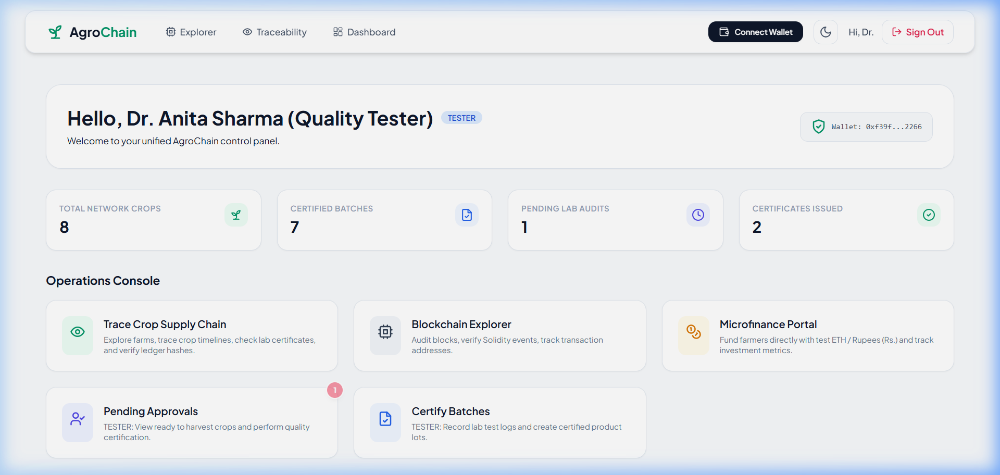 AgroChain
Explorer
Traceability
Dashboard
Connect Wallet
Hi, Dr.
Sign Out
Hello, Dr. Anita Sharma (Quality Tester)
TESTER
Welcome to your unified AgroChain control panel.
Wallet: 0xf39f...2266
TOTAL NETWORK CROPS
8
CERTIFIED BATCHES
7
PENDING LAB AUDITS
1
CERTIFICATES ISSUED
2
Operations Console
Trace Crop Supply Chain
Explore farms, trace crop timelines, check lab certificates,
and verify ledger hashes.
Blockchain Explorer
Audit blocks, verify Solidity events, track transaction
addresses.
Microfinance Portal
Fund farmers directly with test ETH / Rupees (Rs.) and track
investment metrics.
1
Pending Approvals
TESTER: View ready to harvest crops and perform quality
certification.
Certify Batches
TESTER: Record lab test logs and create certified product
lots.